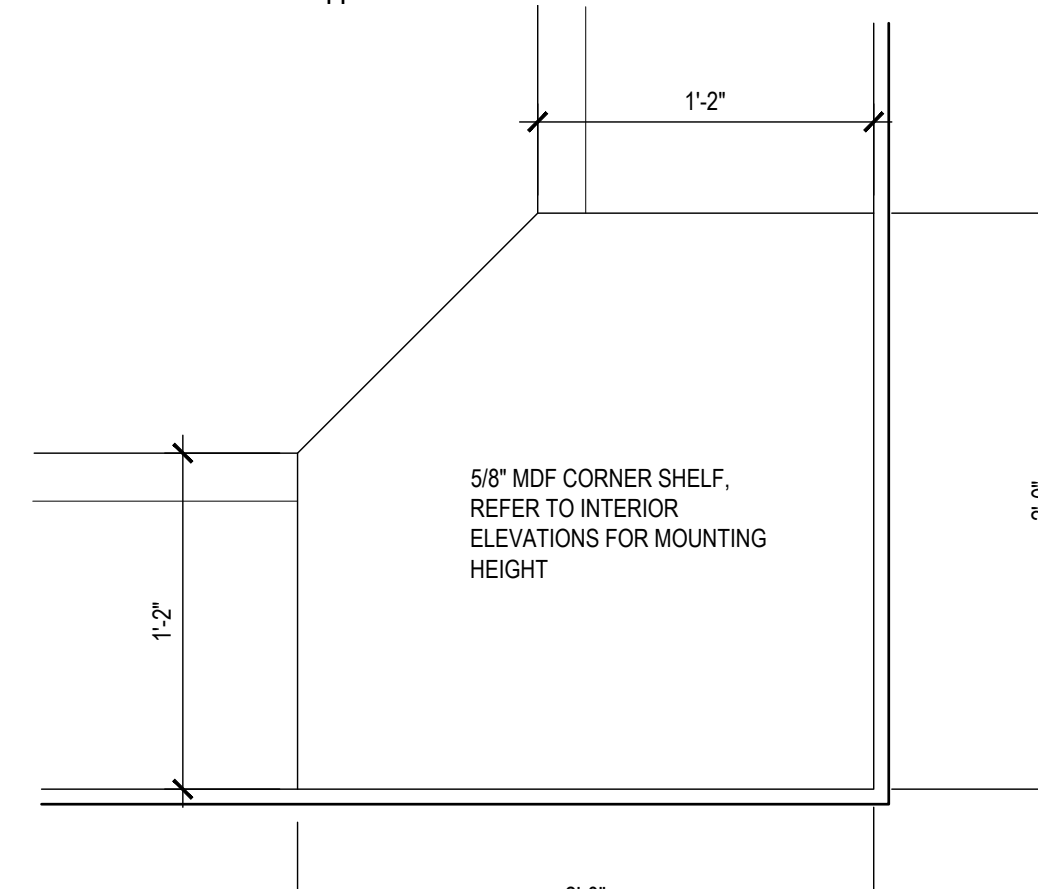 1'-2"
5/8" MDF CORNER SHELF,
REFER TO INTERIOR
ELEVATIONS FOR MOUNTING
HEIGHT
1'-2"